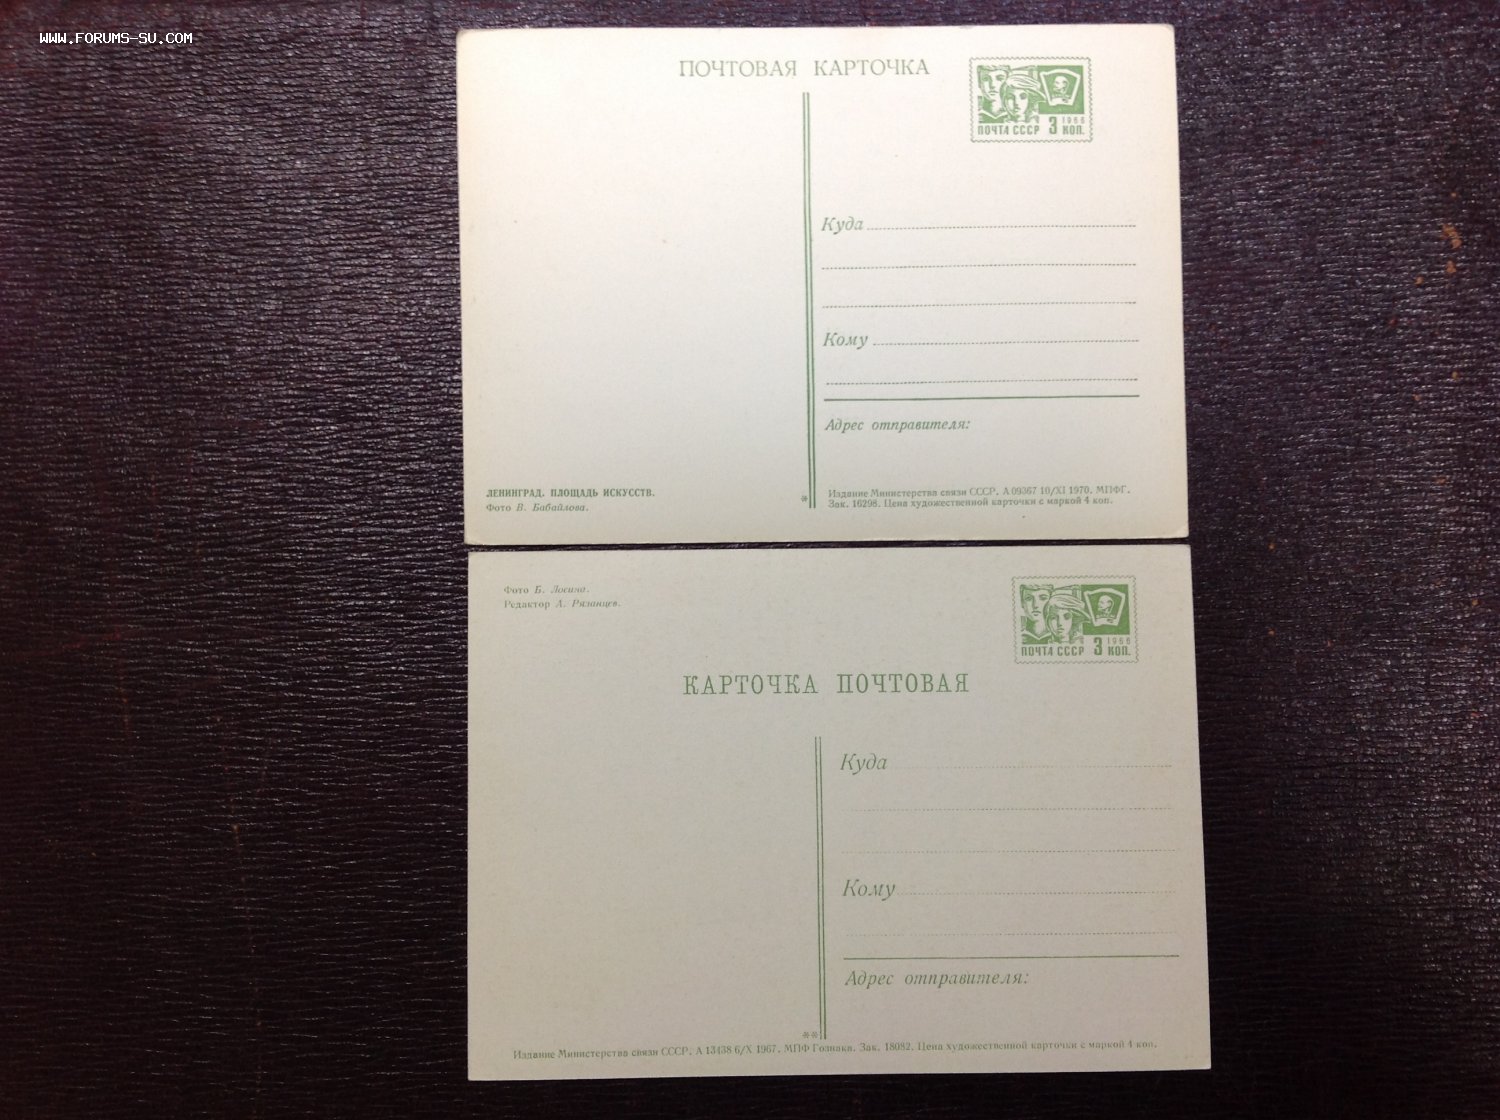 WWW.FORUMS-SU.COM
ПОЧТОВАЯ КАРТОЧКА
1966
ПОЧТА СССР 3 КОП.
Куда
Кому
Адрес отправителя:
ЛЕНИНГРАД. ПЛОЩАДЬ ИСКУССТВ.
Фото В. Бабайлова.
*
Издание Министерства связи СССР. А 09367 10/XI 1970. МПФГ.
Зак. 16298. Цена художественной карточки с маркой 4 коп.
Фото Б. Лосина.
Редактор А. Рязанцев.
1966
ПОЧТА СССР 3 КОП.
КАРТОЧКА ПОЧТОВАЯ
Куда
Кому
Адрес отправителя:
**
Издание Министерства связи СССР. А 13438 6/X 1967. МПФ Гознака. Зак. 18082. Цена художественной карточки с маркой 4 коп.